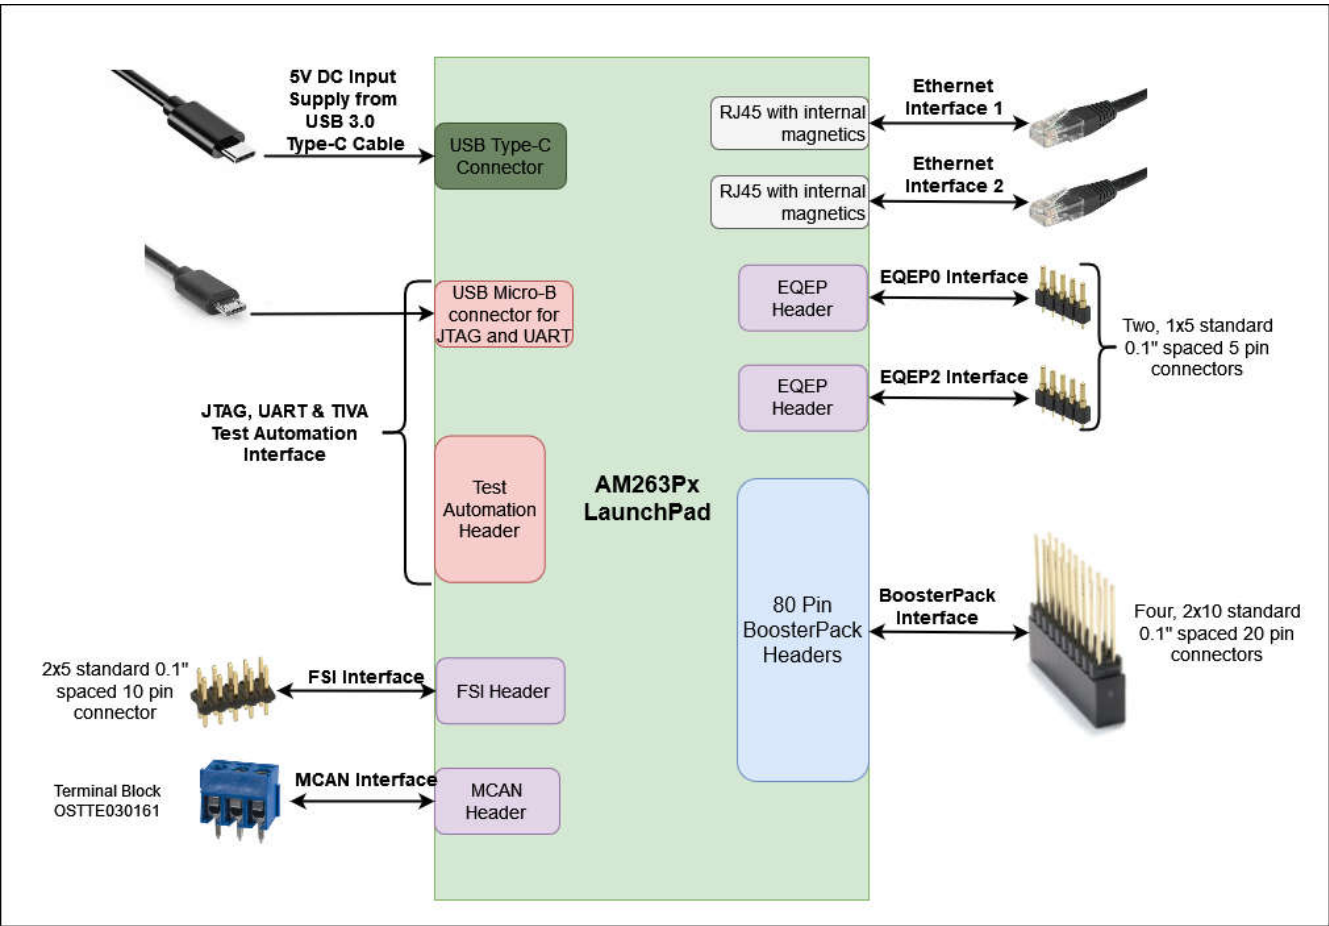 5V DC Input
Supply from
USB 3.0
Type-C Cable
USB Type-C
Connector
USB Micro-B
connector for
JTAG and UART
JTAG, UART & TIVA
Test Automation
Interface
Test
Automation
Header
2x5 standard 0.1"
spaced 10 pin
connector
FSI Interface
FSI Header
Terminal Block
OSTTE030161
MCAN Interface
MCAN
Header
AM263Px
LaunchPad
RJ45 with internal
magnetics
Ethernet
Interface 1
RJ45 with internal
magnetics
Ethernet
Interface 2
EQEP
Header
EQEP0 Interface
EQEP
Header
EQEP2 Interface
Two, 1x5 standard
0.1" spaced 5 pin
connectors
80 Pin
BoosterPack
Headers
BoosterPack
Interface
Four, 2x10 standard
0.1" spaced 20 pin
connectors